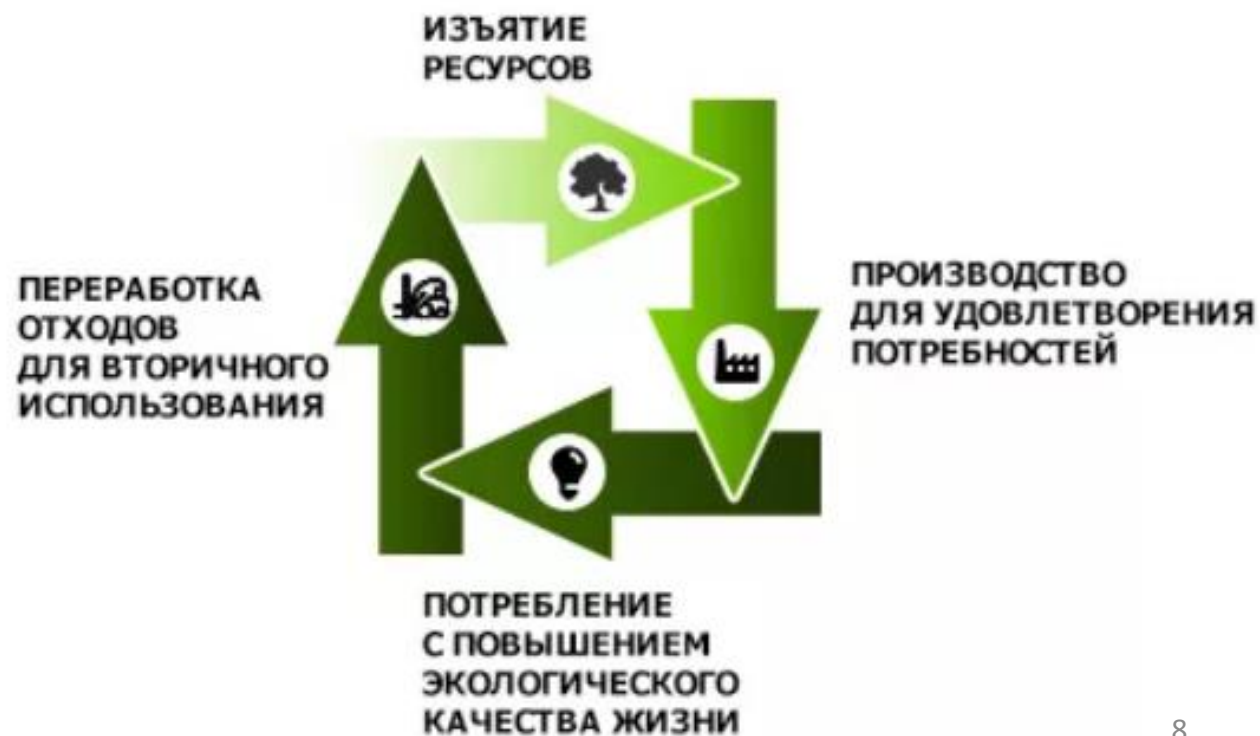 ИЗЪЯТИЕ
РЕСУРСОВ
ПРОИЗВОДСТВО
ДЛЯ УДОВЛЕТВОРЕНИЯ
ПОТРЕБНОСТЕЙ
ПЕРЕРАБОТКА
ОТХОДОВ
ДЛЯ ВТОРИЧНОГО
ИСПОЛЬЗОВАНИЯ
ПОТРЕБЛЕНИЕ
С ПОВЫШЕНИЕМ
ЭКОЛОГИЧЕСКОГО
КАЧЕСТВА ЖИЗНИ
8